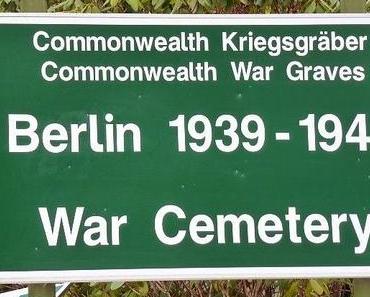 Commonwealth Kriegsgräber
Commonwealth War Graves
Berlin 1939 - 194
War Cemetery